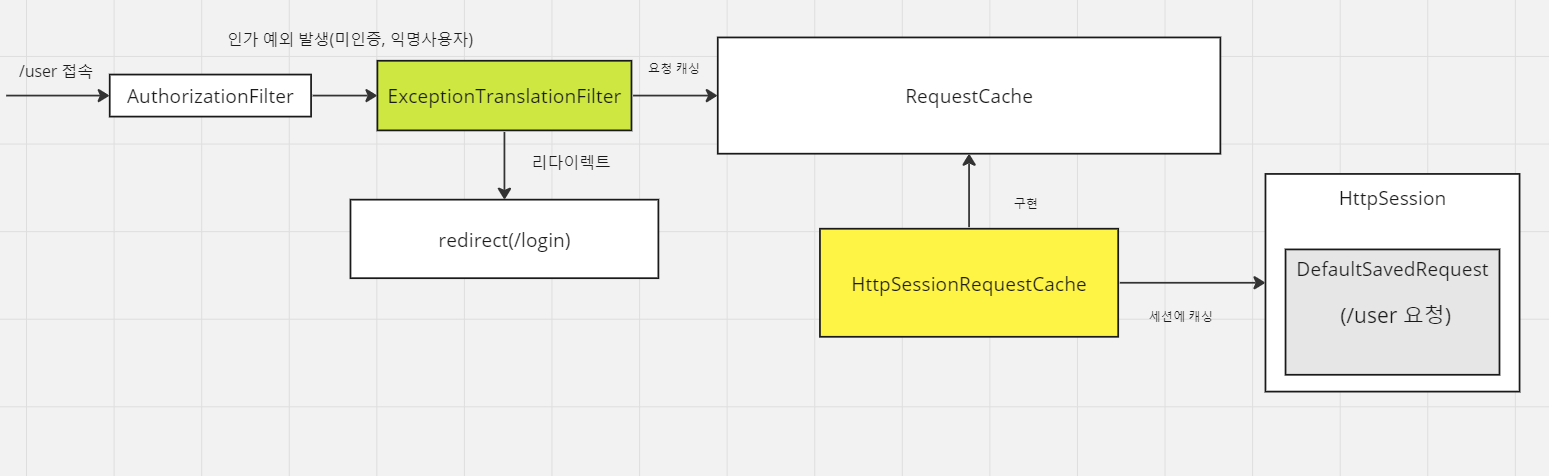 인가 예외 발생(미인증, 익명사용자)
/user 접속
AuthorizationFilter
ExceptionTranslationFilter
요청 캐싱
RequestCache
리다이렉트
redirect(/login)
구현
HttpSessionRequestCache
세션에 캐싱
HttpSession
DefaultSavedRequest
(/user 요청)